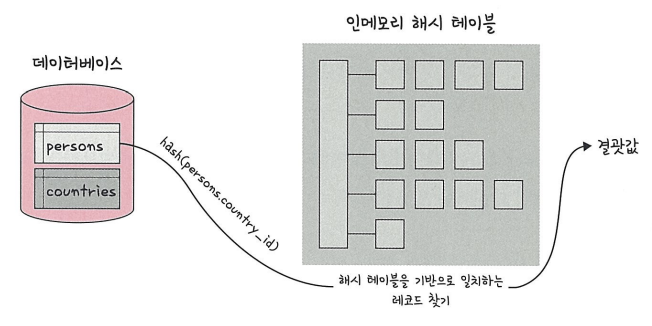 인메모리 해시 테이블
데이터베이스
persons
countries
hash(persons.country_id)
결괏값
해시 테이블을 기반으로 일치하는
레코드 찾기